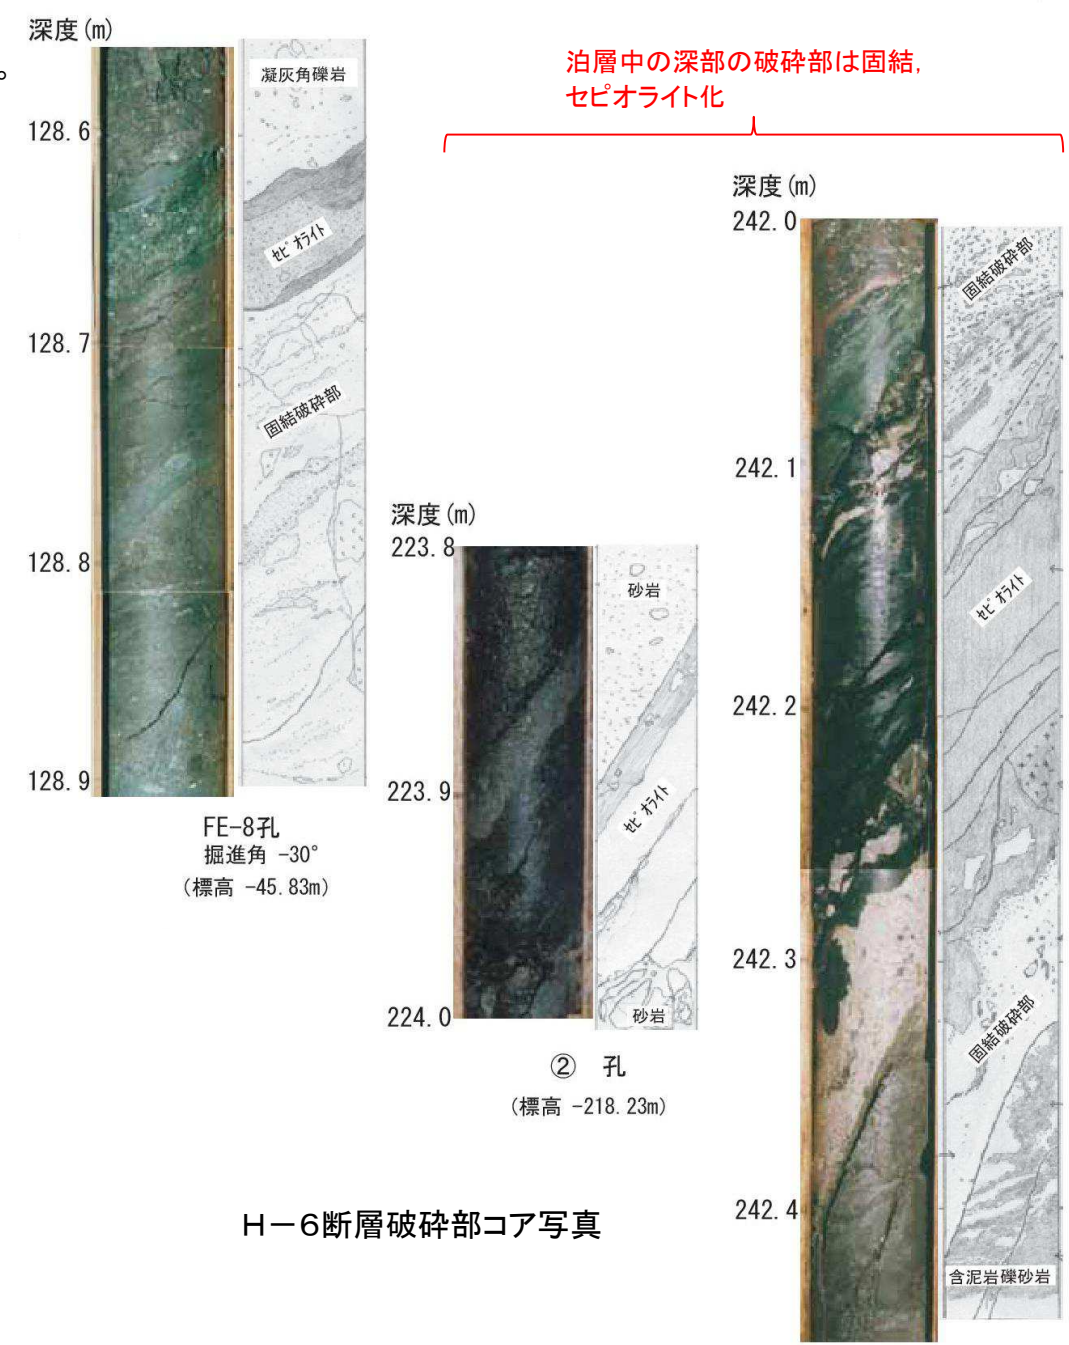 。
泊層中の深部の破砕部は固結,
セピオライト化
深度(m)
128.6
128.7
128.8
128.9
凝灰角礫岩
セピオライト
固結破砕部
FE-8孔
掘進角 -30°
(標高 -45.83m)
深度(m)
223.8
223.9
224.0
砂岩
セピオライト
砂岩
② 孔
(標高 -218.23m)
深度(m)
242.0
242.1
242.2
242.3
242.4
固結破砕部
セピオライト
固結破砕部
含泥岩礫砂岩
H-6断層破砕部コア写真